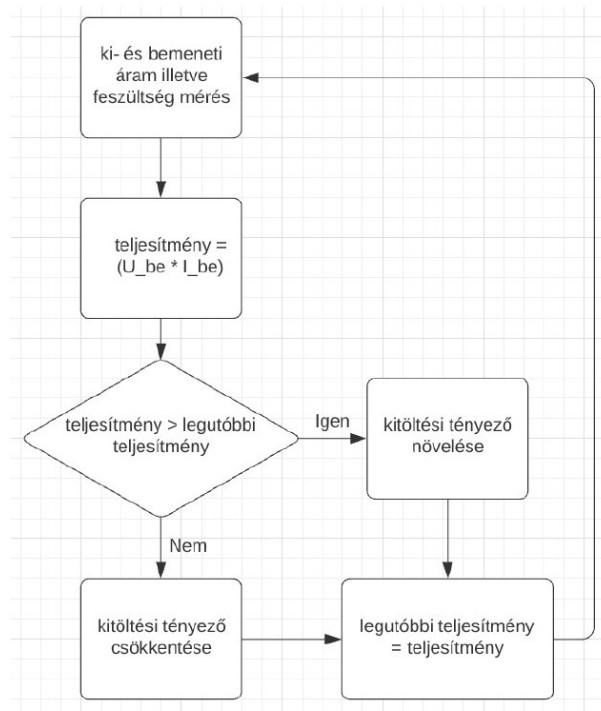 ki- és bemeneti
áram illetve
feszültség mérés
teljesítmény =
(U_be * I_be)
teljesítmény > legutóbbi
teljesítmény
Igen
kitöltési tényező
növelése
Nem
kitöltési tényező
csökkentése
legutóbbi teljesítmény
= teljesítmény